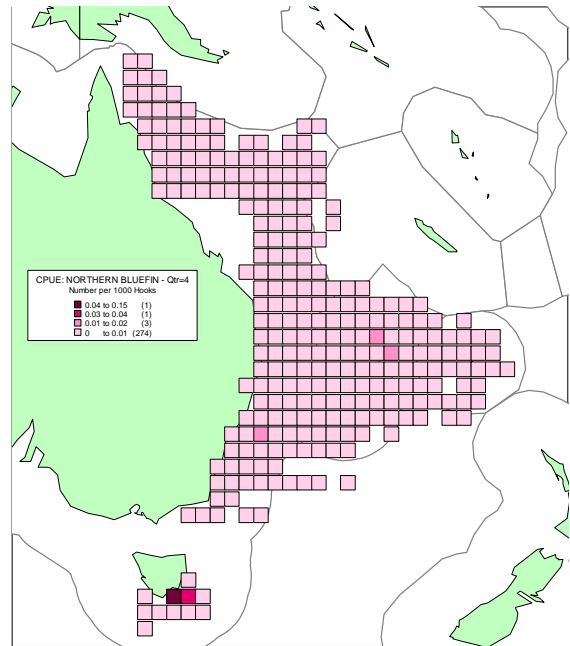 CPUE: NORTHERN BLUEFIN - Qtr=4
Number per 1000 Hooks
0.04 to 0.15 (1)
0.03 to 0.04 (1)
0.01 to 0.02 (3)
0 to 0.01 (274)